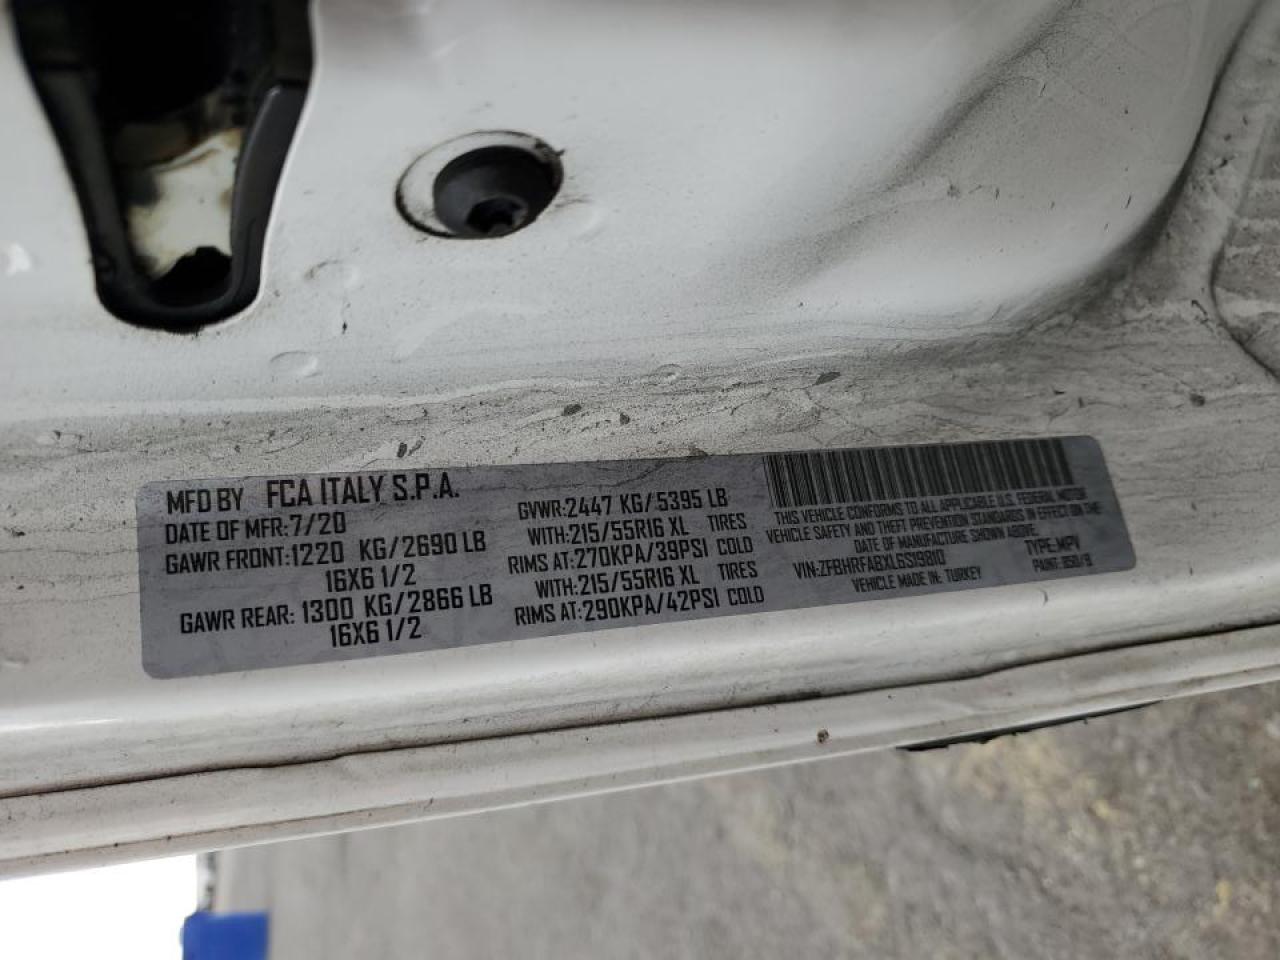 MFD BY FCA ITALY S.P.A.
DATE OF MFR:7/20
GAWR FRONT:1220 KG/2690 LB
16X6 1/2
GAWR REAR: 1300 KG/2866 LB
16X6 1/2
GVWR:2447 KG/5395 LB
WITH:215/55R16 XL TIRES
RIMS AT:270KPA/39PSI COLD
WITH:215/55R16 XL TIRES
RIMS AT:290KPA/42PSI COLD
THIS VEHICLE CONFORMS TO ALL APPLICABLE U.S. FEDERAL MOTOR
VEHICLE SAFETY AND THEFT PREVENTION STANDARDS IN EFFECT ON THE
DATE OF MANUFACTURE SHOWN ABOVE.
VIN:ZFBHRFABXL6S19810 TYPE:MPV
VEHICLE MADE IN: TURKEY PAINT: